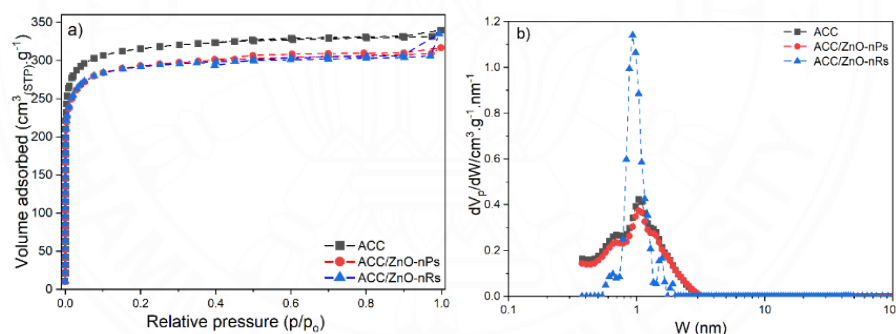 a)
Volume adsorbed (cm³(STP).g⁻¹)
350
300
250
200
150
100
50
0
0.0 0.2 0.4 0.6 0.8 1.0
Relative pressure (p/p₀)
ACC
ACC/ZnO-nPs
ACC/ZnO-nRs
b)
dVₚ/dW/cm³.g⁻¹.nm⁻¹
1.2
1.0
0.8
0.6
0.4
0.2
0.0
0.1 1 10 100
W (nm)
ACC
ACC/ZnO-nPs
ACC/ZnO-nRs